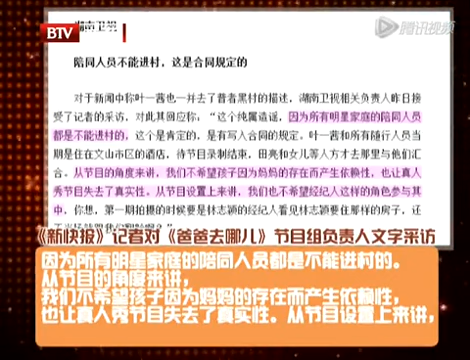 BTV
腾讯视频
湖南卫视
陪同人员不能进村,这是合同规定的
对于新闻中称叶一茜也一并去了普者黑村的描述,湖南卫视相关负责人昨日接
受了记者的采访,对此其回应称,“这个纯属造谣,因为所有明星家庭的陪同人员
都是不能进村的,这个是肯定的,是有写入合同的规定。叶一茜和所有随行人员当
期是住在文山市区的酒店,待节目录制结束,田亮和女儿等人方才去那里与他们汇
合。从节目的角度来讲,我们不希望孩子因为妈妈的存在而产生依赖性,也让真人
秀节目失去了真实性。从节目设置上来讲,我们也不希望经纪人这样的角色参与其
中,你想,第一期拍摄的时候要是林志颖的经纪人看见林志颖要住那样的房子,还
《新快报》记者对《爸爸去哪儿》节目组负责人文字采访
因为所有明星家庭的陪同人员都是不能进村的。
从节目的角度来讲,
我们不希望孩子因为妈妈的存在而产生依赖性,
也让真人秀节目失去了真实性。从节目设置上来讲,